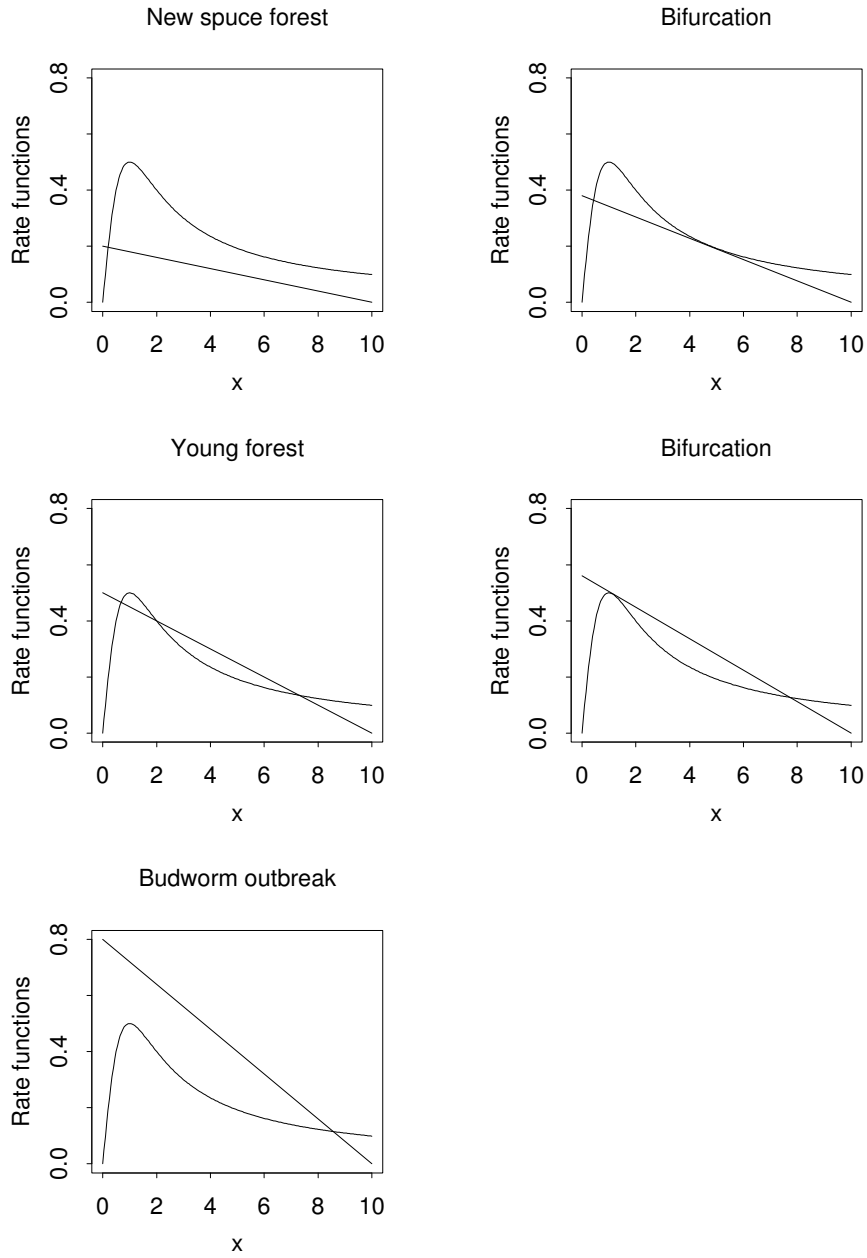 New spuce forest
Rate functions
0.0 0.4 0.8
0 2 4 6 8 10
x
Bifurcation
Rate functions
0.0 0.4 0.8
0 2 4 6 8 10
x
Young forest
Rate functions
0.0 0.4 0.8
0 2 4 6 8 10
x
Bifurcation
Rate functions
0.0 0.4 0.8
0 2 4 6 8 10
x
Budworm outbreak
Rate functions
0.0 0.4 0.8
0 2 4 6 8 10
x